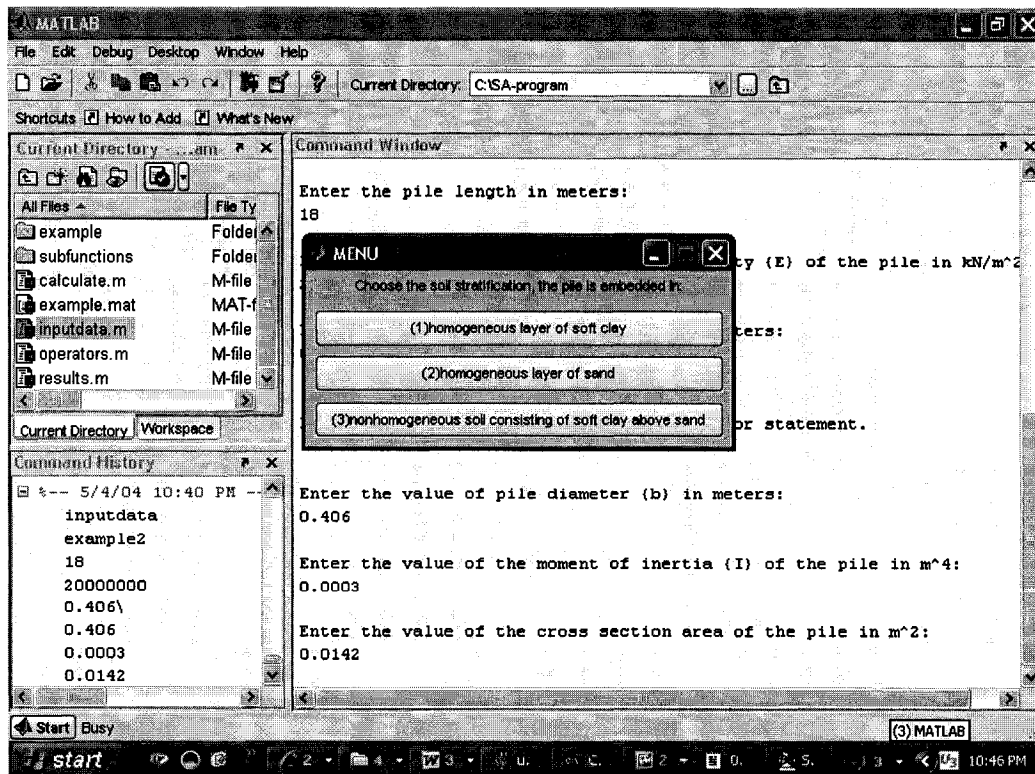 MATLAB
File Edit Debug Desktop Window Help
Current Directory: C:\SA-program
Shortcuts How to Add What's New
Current Directory - ...am
All Files File Ty
example Folder
subfunctions Folder
calculate.m M-file
example.mat MAT-f
inputdata.m M-file
operators.m M-file
results.m M-file
Current Directory Workspace
Command History
%-- 5/4/04 10:40 PM --
inputdata
example2
18
20000000
0.406\
0.406
0.0003
0.0142
Command Window
Enter the pile length in meters:
18
ty (E) of the pile in kN/m^2
ters:
or statement.
MENU
Choose the soil stratification, the pile is embedded in:
(1)homogeneous layer of soft clay
(2)homogeneous layer of sand
(3)nonhomogeneous soil consisting of soft clay above sand
Enter the value of pile diameter (b) in meters:
0.406
Enter the value of the moment of inertia (I) of the pile in m^4:
0.0003
Enter the value of the cross section area of the pile in m^2:
0.0142
Start Busy
(3) MATLAB
start 2 4 3 u. C. 2 0. S. 3 10:46 PM